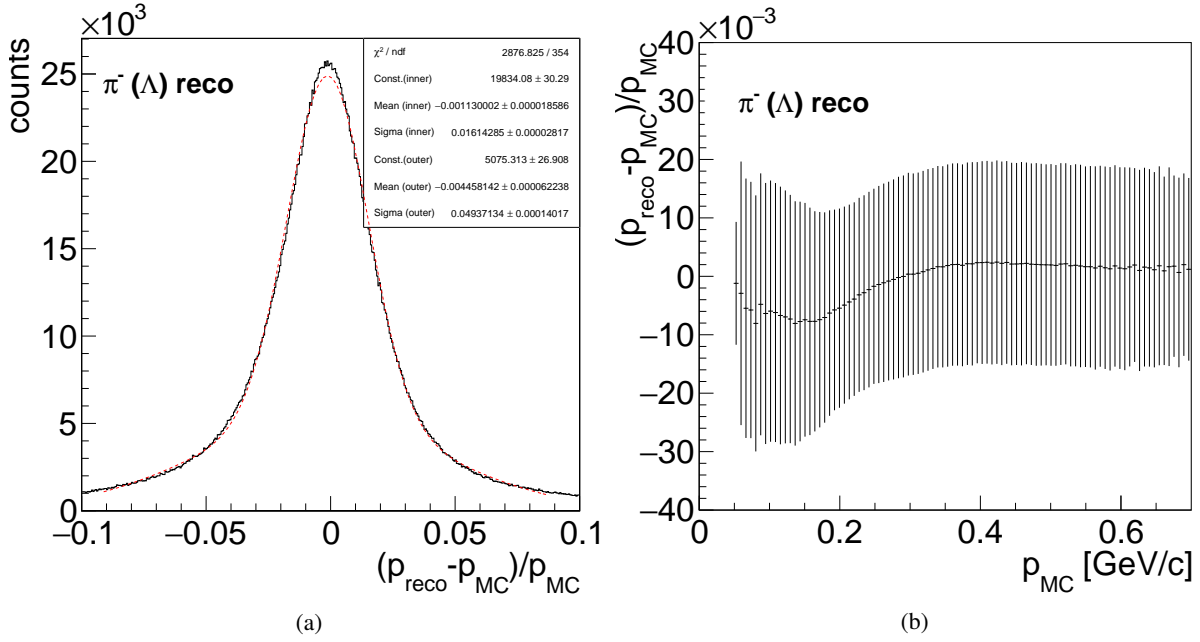 ×10³
counts
25
20
15
10
5
0
−0.1
−0.05
0
0.05
0.1
(p_reco-p_MC)/p_MC
π⁻ (Λ) reco
χ² / ndf 2876.825 / 354
Const.(inner) 19834.08 ± 30.29
Mean (inner) −0.001130002 ± 0.000018586
Sigma (inner) 0.01614285 ± 0.00002817
Const.(outer) 5075.313 ± 26.908
Mean (outer) −0.004458142 ± 0.000062238
Sigma (outer) 0.04937134 ± 0.00014017
(a)
×10⁻³
(p_reco-p_MC)/p_MC
40
30
20
10
0
−10
−20
−30
−40
0
0.2
0.4
0.6
p_MC [GeV/c]
π⁻ (Λ) reco
(b)